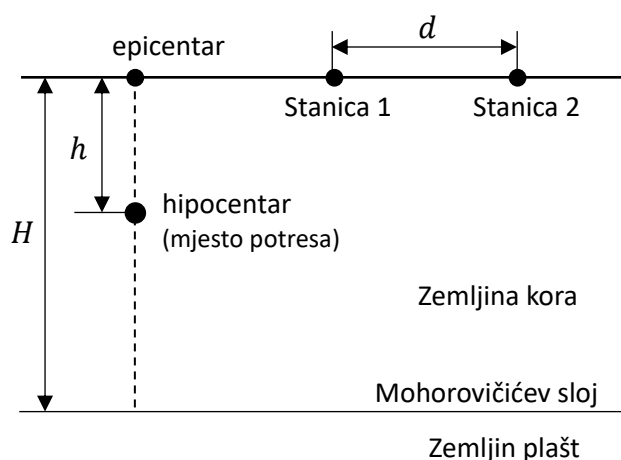 d
epicentar
Stanica 1
Stanica 2
h
hipocentar
(mjesto potresa)
H
Zemljina kora
Mohorovičićev sloj
Zemljin plašt